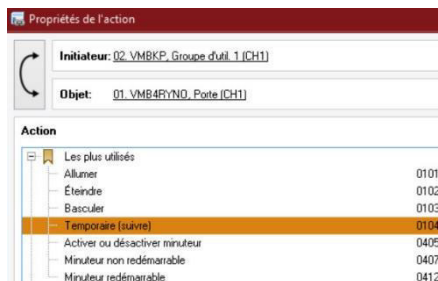 Propriétés de l'action
Initiateur: 02. VMBKP, Groupe d'util. 1 (CH1)
Objet: 01. VMB4RYNO, Porte (CH1)
Action
Les plus utilisés
Allumer 0101
Éteindre 0102
Basculer 0103
Temporaire (suivre) 0104
Activer ou désactiver minuteur 0405
Minuteur non redémarrable 0407
Minuteur redémarrable 0412